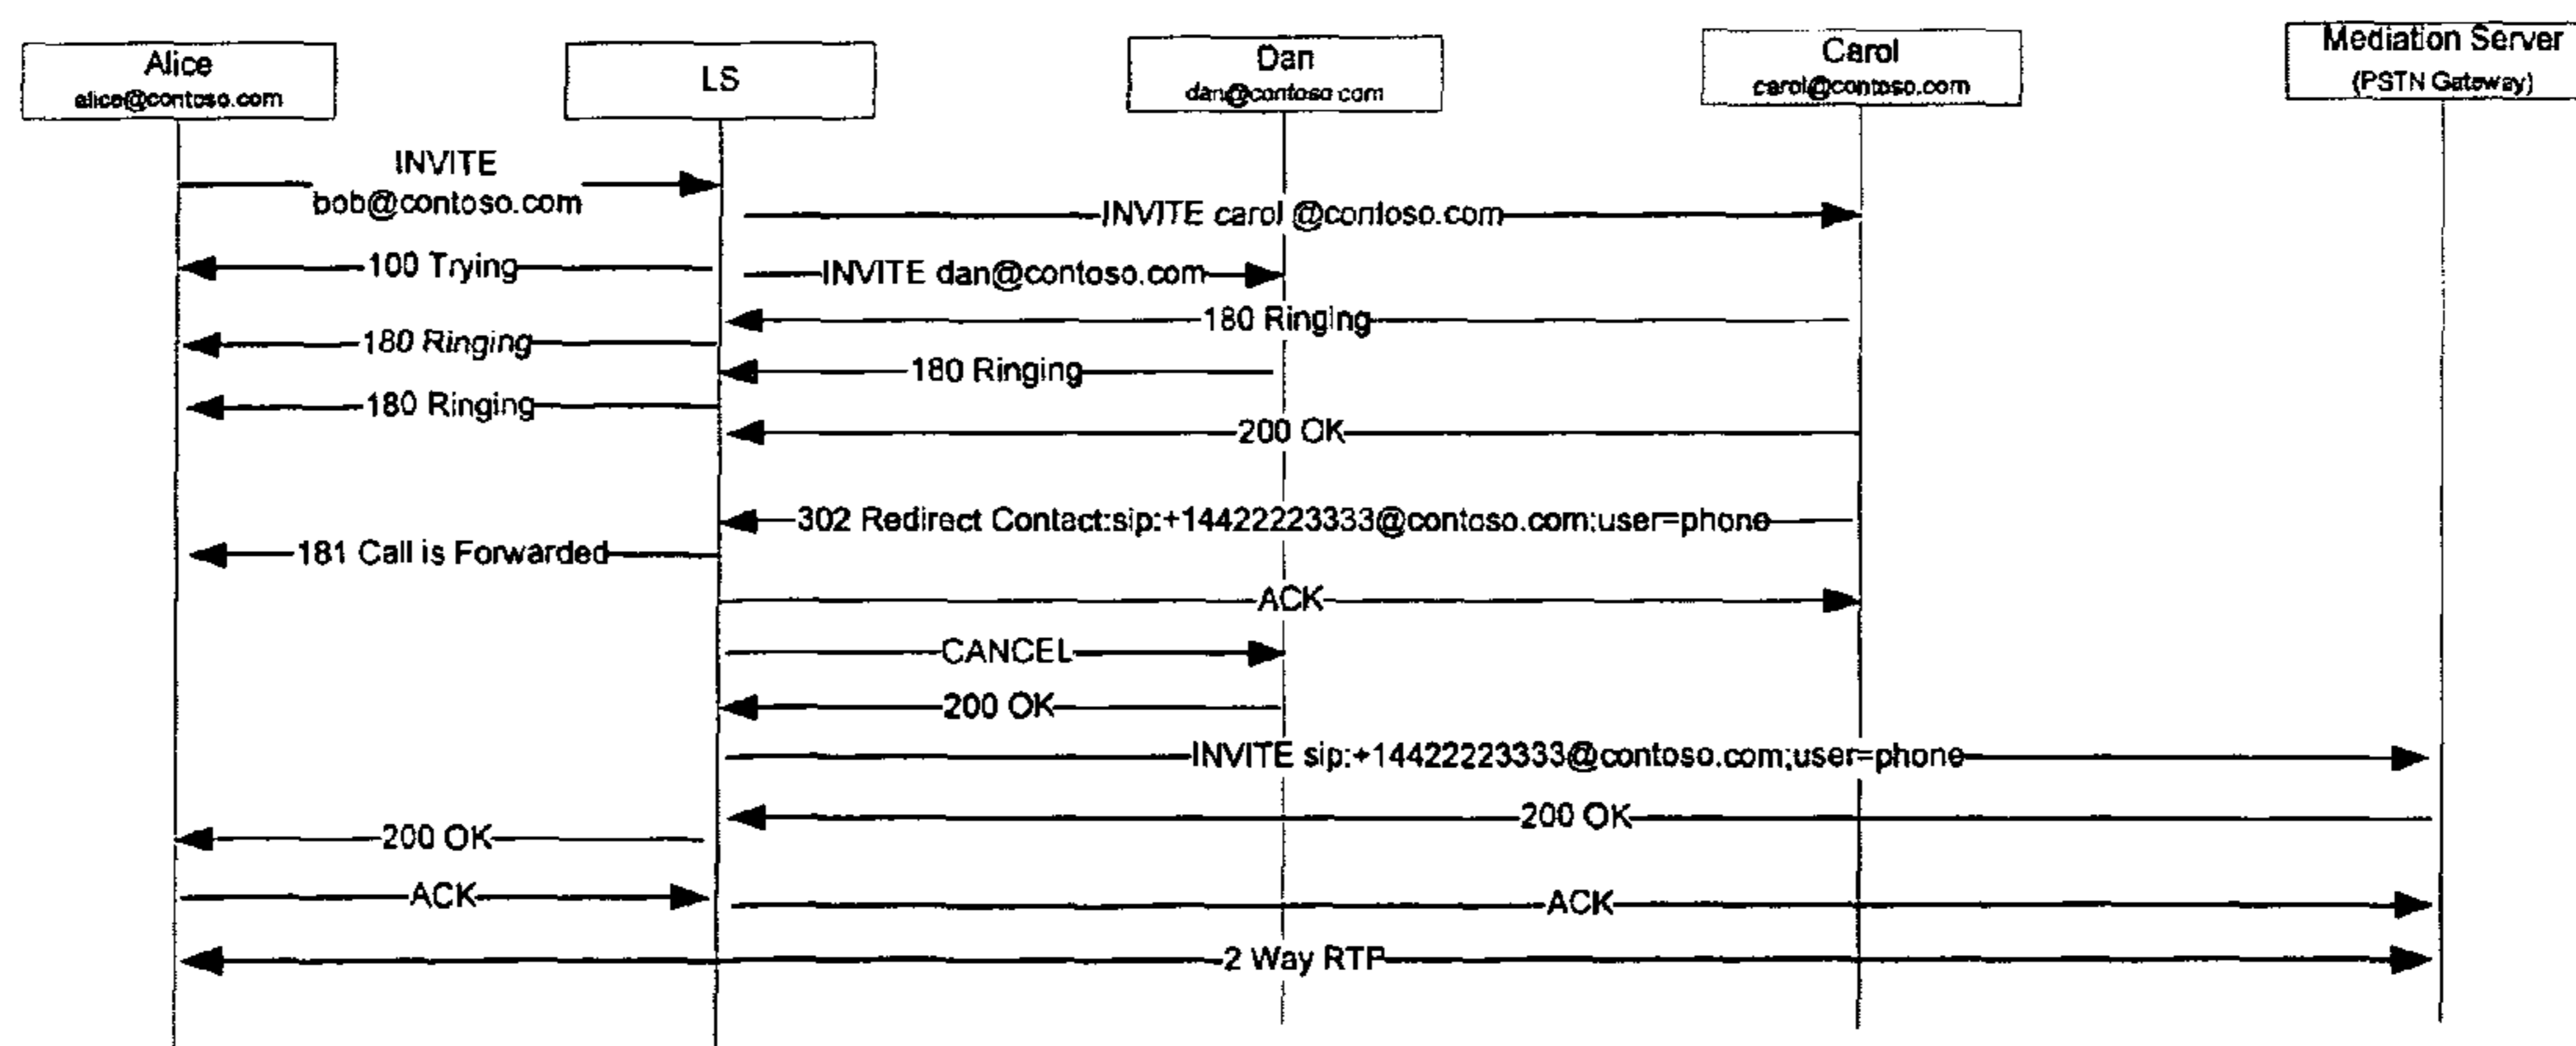 Alice
alice@contoso.com
LS
Dan
dan@contoso.com
Carol
carol@contoso.com
Mediation Server
(PSTN Gateway)
INVITE
bob@contoso.com
INVITE carol @contoso.com
100 Trying
INVITE dan@contoso.com
180 Ringing
180 Ringing
180 Ringing
180 Ringing
200 OK
302 Redirect Contact:sip:+14422223333@contoso.com;user=phone
181 Call is Forwarded
ACK
CANCEL
200 OK
INVITE sip:+14422223333@contoso.com;user=phone
200 OK
200 OK
ACK
ACK
2 Way RTP